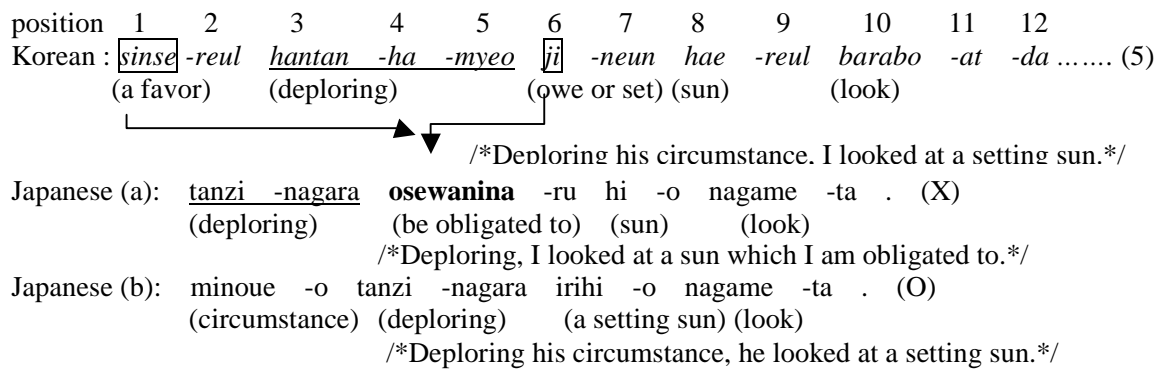 position 1 2 3 4 5 6 7 8 9 10 11 12
Korean : sinse -reul hantan -ha -myeo ji -neun hae -reul barabo -at -da ……. (5)
(a favor) (deploring) (owe or set) (sun) (look)
/*Deploring his circumstance, I looked at a setting sun.*/
Japanese (a): tanzi -nagara osewanina -ru hi -o nagame -ta . (X)
(deploring) (be obligated to) (sun) (look)
/*Deploring, I looked at a sun which I am obligated to.*/
Japanese (b): minoue -o tanzi -nagara irihi -o nagame -ta . (O)
(circumstance) (deploring) (a setting sun) (look)
/*Deploring his circumstance, he looked at a setting sun.*/